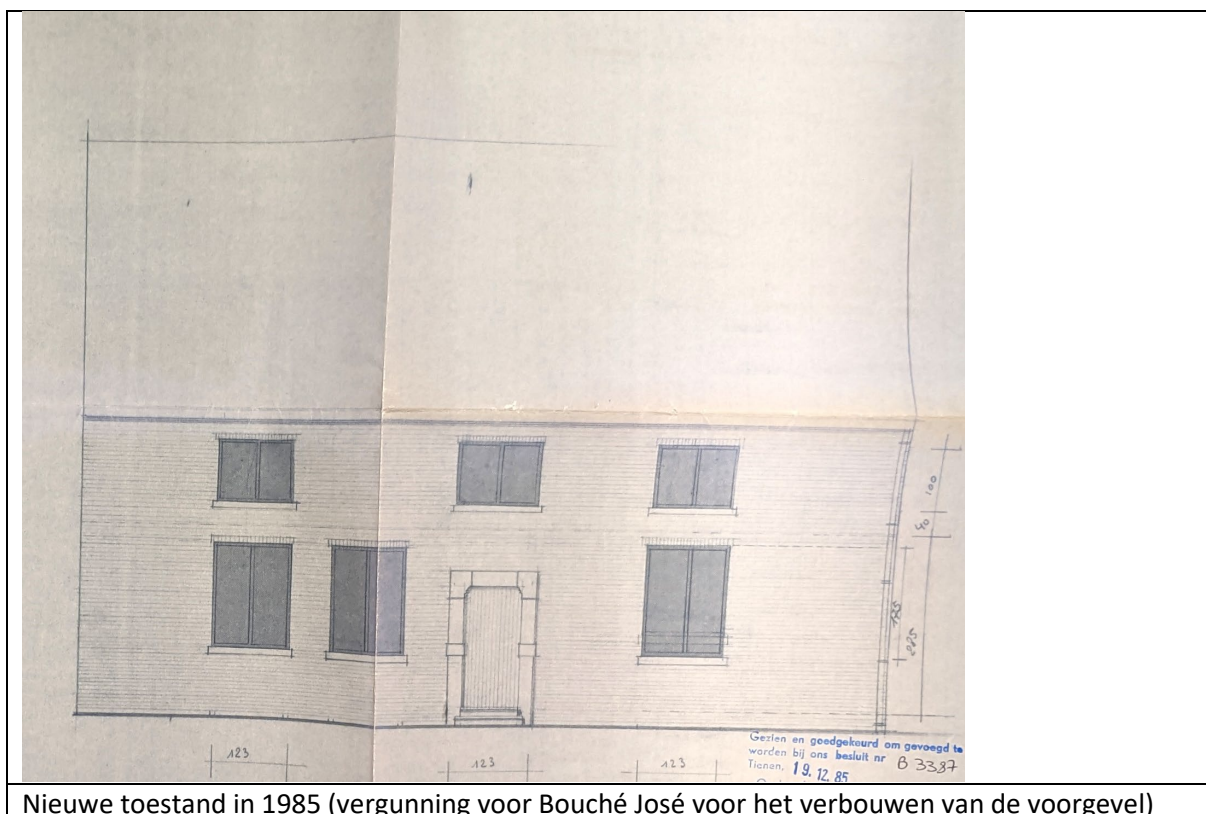 100
40
175
285
123
123
123
Gezien en goedgekeurd om gevoegd te
worden bij ons besluit nr B 3387
Tienen, 19. 12. 85
Nieuwe toestand in 1985 (vergunning voor Bouché José voor het verbouwen van de voorgevel)